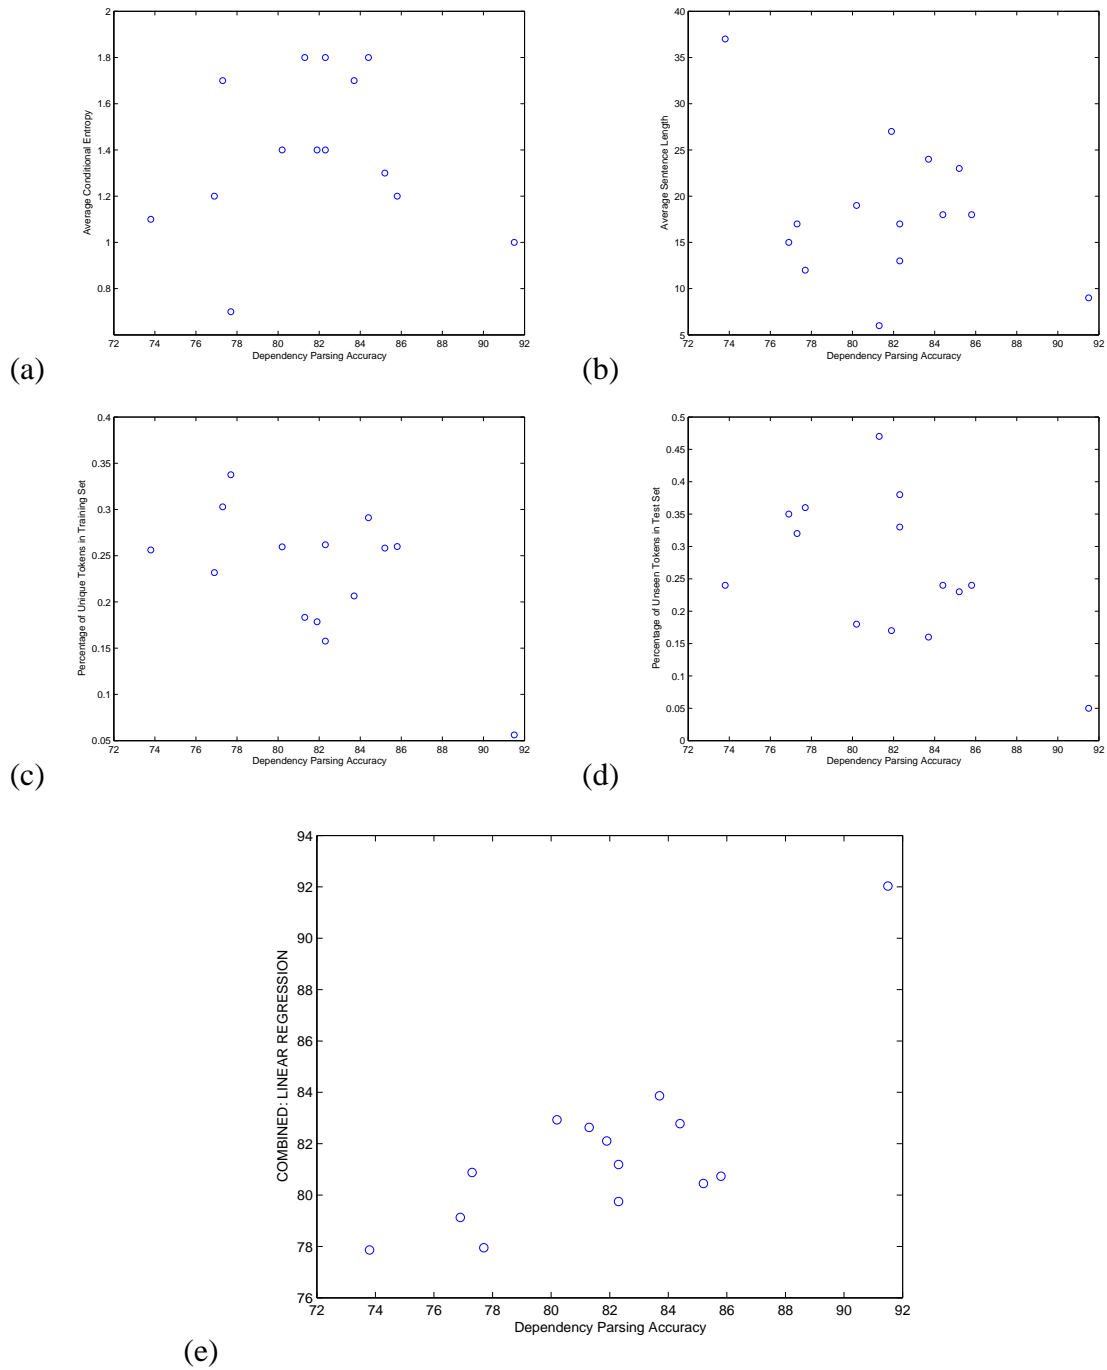 2
1.8
1.6
1.4
1.2
1
0.8
72 74 76 78 80 82 84 86 88 90 92
Average Conditional Entropy
Dependency Parsing Accuracy
(a)
40
35
30
25
20
15
10
5
72 74 76 78 80 82 84 86 88 90 92
Average Sentence Length
Dependency Parsing Accuracy
(b)
0.4
0.35
0.3
0.25
0.2
0.15
0.1
0.05
72 74 76 78 80 82 84 86 88 90 92
Percentage of Unique Tokens in Training Set
Dependency Parsing Accuracy
(c)
0.5
0.45
0.4
0.35
0.3
0.25
0.2
0.15
0.1
0.05
0
72 74 76 78 80 82 84 86 88 90 92
Percentage of Unseen Tokens in Test Set
Dependency Parsing Accuracy
(d)
94
92
90
88
86
84
82
80
78
76
72 74 76 78 80 82 84 86 88 90 92
COMBINED: LINEAR REGRESSION
Dependency Parsing Accuracy
(e)